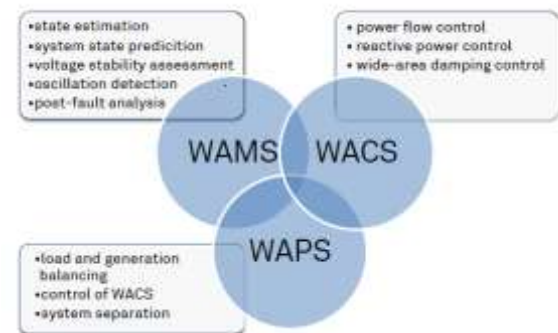 •state estimation
•system state predicition
•voltage stability assessment
•oscillation detection
•post-fault analysis
• power flow control
• reactive power control
• wide-area damping control
WAMS
WACS
WAPS
•load and generation
balancing
•control of WACS
•system separation